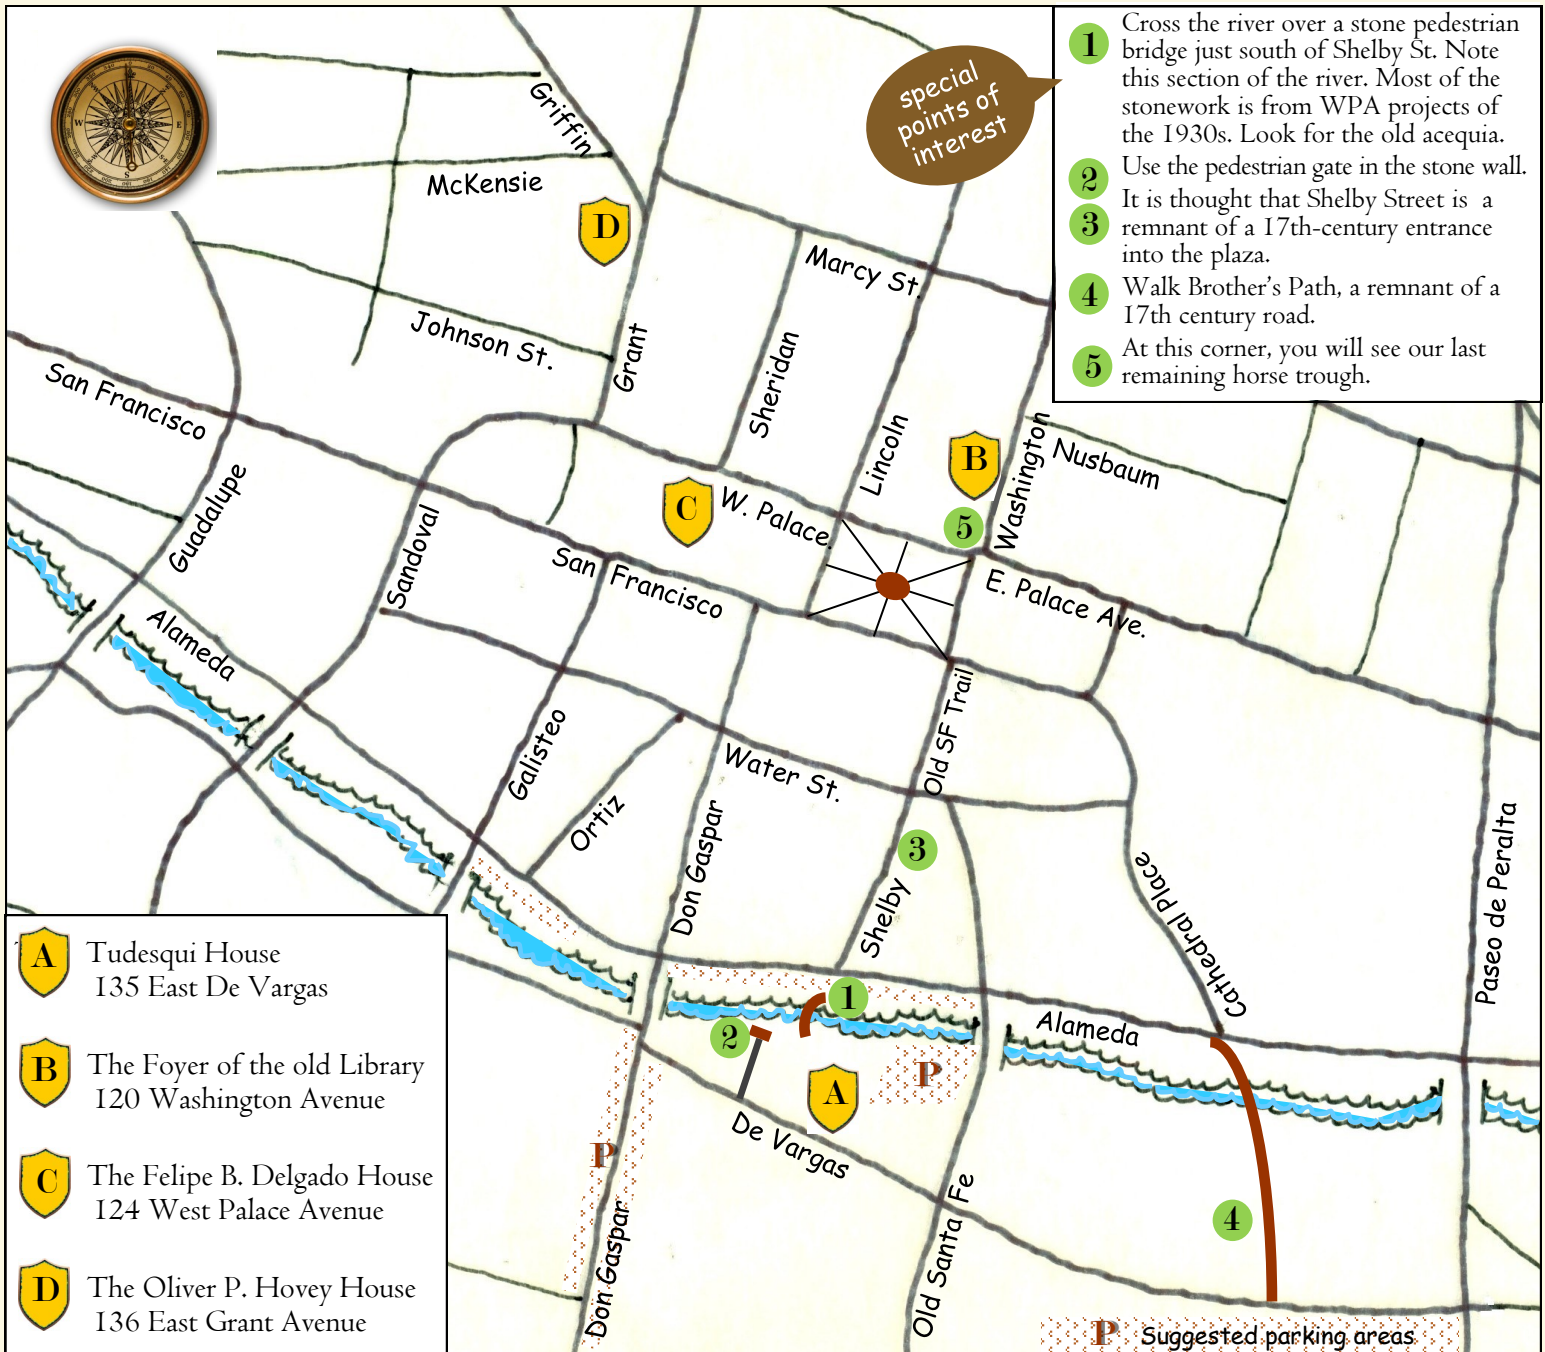 special
points of
interest
1
Cross the river over a stone pedestrian
bridge just south of Shelby St. Note
this section of the river. Most of the
stonework is from WPA projects of
the 1930s. Look for the old acequia.
2
Use the pedestrian gate in the stone wall.
3
It is thought that Shelby Street is a
remnant of a 17th-century entrance
into the plaza.
4
Walk Brother's Path, a remnant of a
17th century road.
5
At this corner, you will see our last
remaining horse trough.
N
W
E
S
Griffin
McKensie
D
Marcy St.
Johnson St.
Grant
Sheridan
San Francisco
Lincoln
B
Washington
Nusbaum
Guadalupe
C
W. Palace.
5
Sandoval
San Francisco
E. Palace Ave.
Alameda
Galisteo
Old SF Trail
Water St.
Ortiz
Don Gaspar
3
Shelby
Cathedral Place
Paseo de Peralta
1
2
Alameda
P
A
De Vargas
P
4
Don Gaspar
Old Santa Fe
P Suggested parking areas
A
Tudesqui House
135 East De Vargas
B
The Foyer of the old Library
120 Washington Avenue
C
The Felipe B. Delgado House
124 West Palace Avenue
D
The Oliver P. Hovey House
136 East Grant Avenue